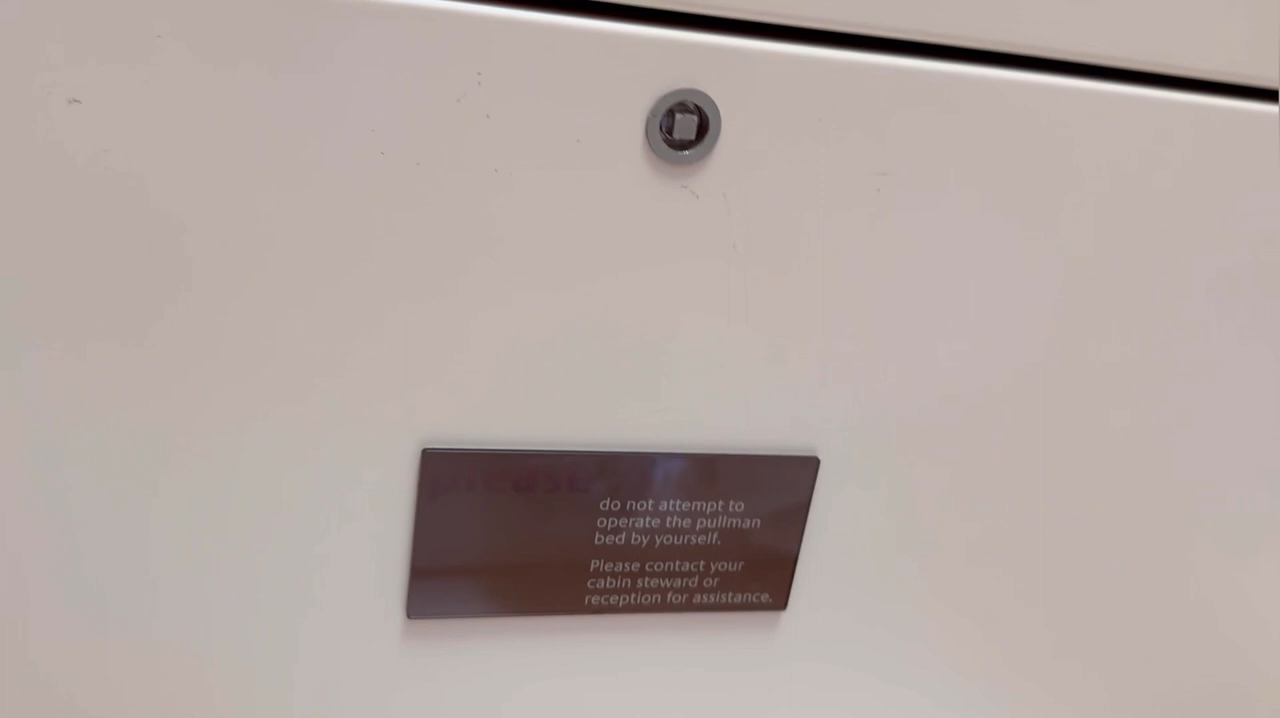 please
do not attempt to
operate the pullman
bed by yourself.
Please contact your
cabin steward or
reception for assistance.